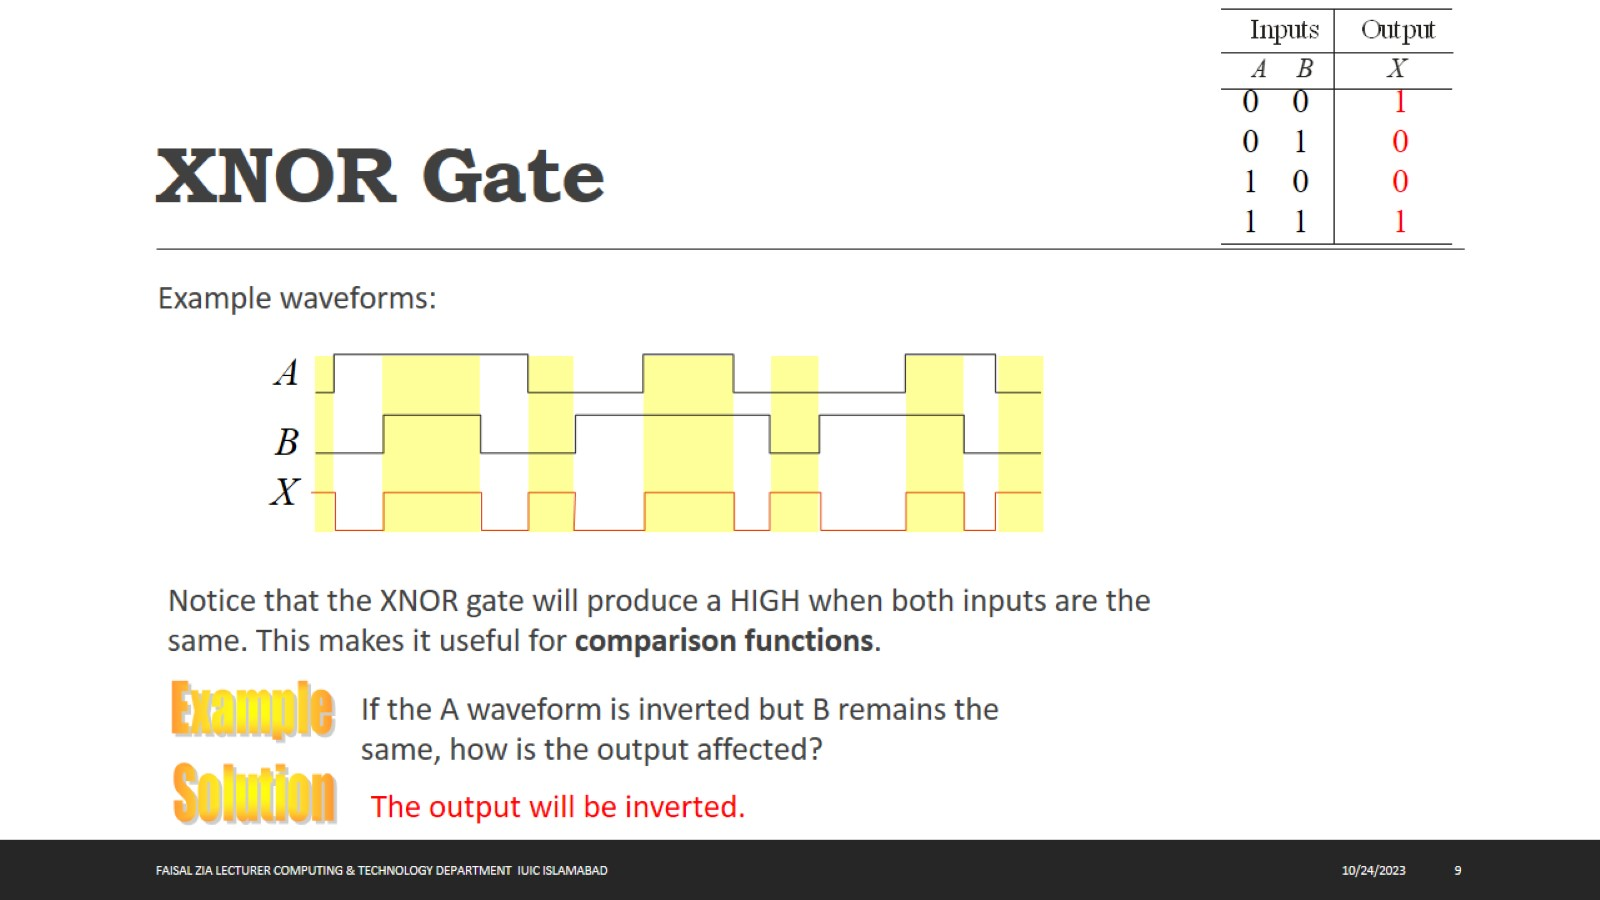 Inputs Output
A B X
0 0 1
0 1 0
1 0 0
1 1 1
XNOR Gate
Example waveforms:
A
B
X
Notice that the XNOR gate will produce a HIGH when both inputs are the
same. This makes it useful for comparison functions.
Example
If the A waveform is inverted but B remains the
same, how is the output affected?
Solution
The output will be inverted.
FAISAL ZIA LECTURER COMPUTING & TECHNOLOGY DEPARTMENT IUIC ISLAMABAD 10/24/2023 9